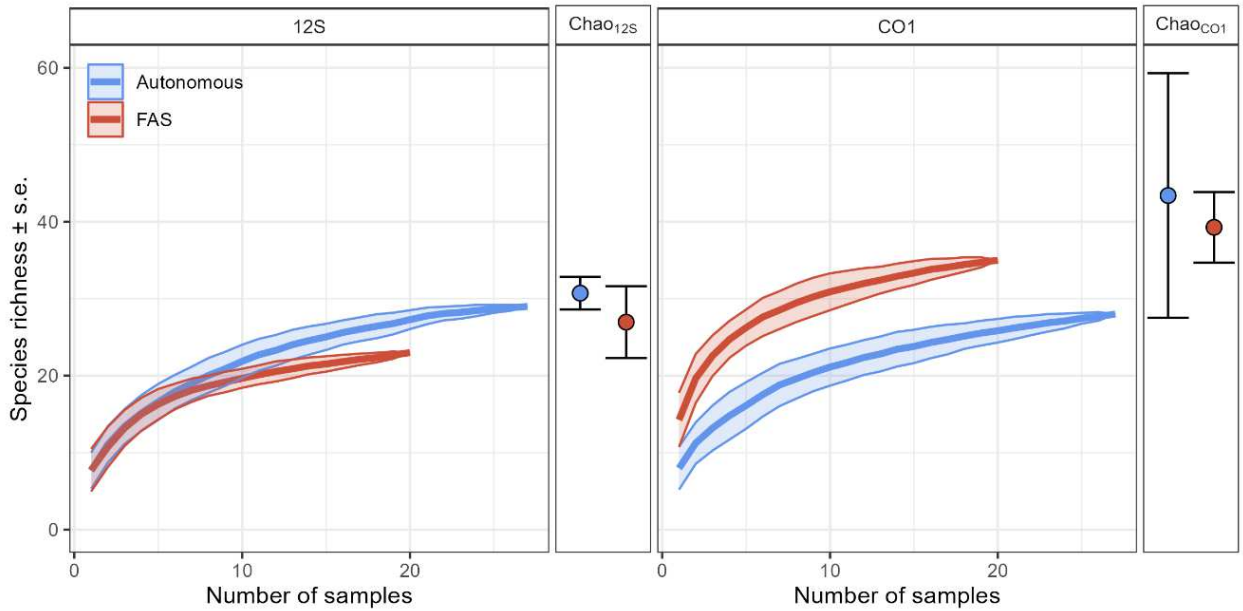 12S
Chao12S
CO1
ChaoCO1
Autonomous
FAS
Species richness ± s.e.
60
40
20
0
0 10 20
0 10 20
Number of samples
Number of samples